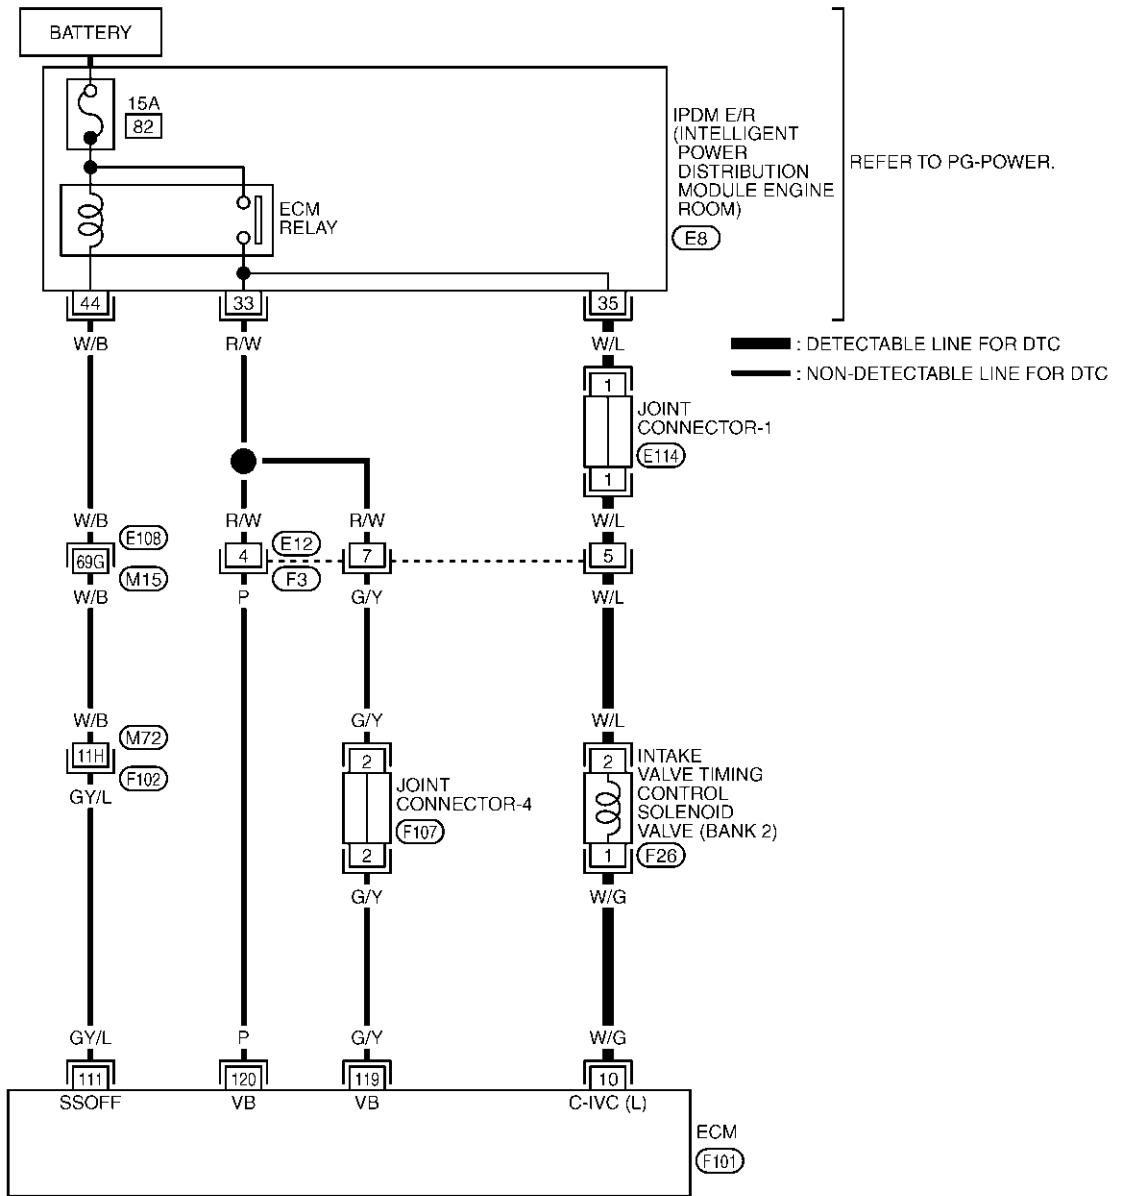 BATTERY
15A
82
ECM
RELAY
IPDM E/R
(INTELLIGENT
POWER
DISTRIBUTION
MODULE ENGINE
ROOM)
E8
REFER TO PG-POWER.
44 33 35
W/B R/W W/L
: DETECTABLE LINE FOR DTC
: NON-DETECTABLE LINE FOR DTC
1
JOINT
CONNECTOR-1
E114
1
W/B R/W R/W W/L
E108
69G
M15
4
E12
F3
7
5
W/B P G/Y W/L
W/B G/Y W/L
M72
11H
F102
GY/L
2
JOINT
CONNECTOR-4
F107
2
G/Y
2
INTAKE
VALVE TIMING
CONTROL
SOLENOID
VALVE (BANK 2)
1
F26
W/G
GY/L P G/Y W/G
111 120 119 10
SSOFF VB VB C-IVC (L)
ECM
F101